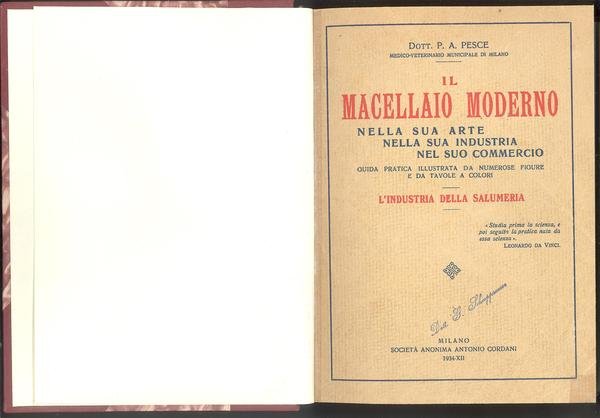 DOTT. P. A. PESCE
MEDICO-VETERINARIO MUNICIPALE DI MILANO
IL
MACELLAIO MODERNO
NELLA SUA ARTE
NELLA SUA INDUSTRIA
NEL SUO COMMERCIO
GUIDA PRATICA ILLUSTRATA DA NUMEROSE FIGURE
E DA TAVOLE A COLORI
L'INDUSTRIA DELLA SALUMERIA
«Studia prima la scienza, e
poi seguita la pratica nata da
essa scienza».
LEONARDO DA VINCI.
Dott. G.
MILANO
SOCIETÀ ANONIMA ANTONIO CORDANI
1934-XII